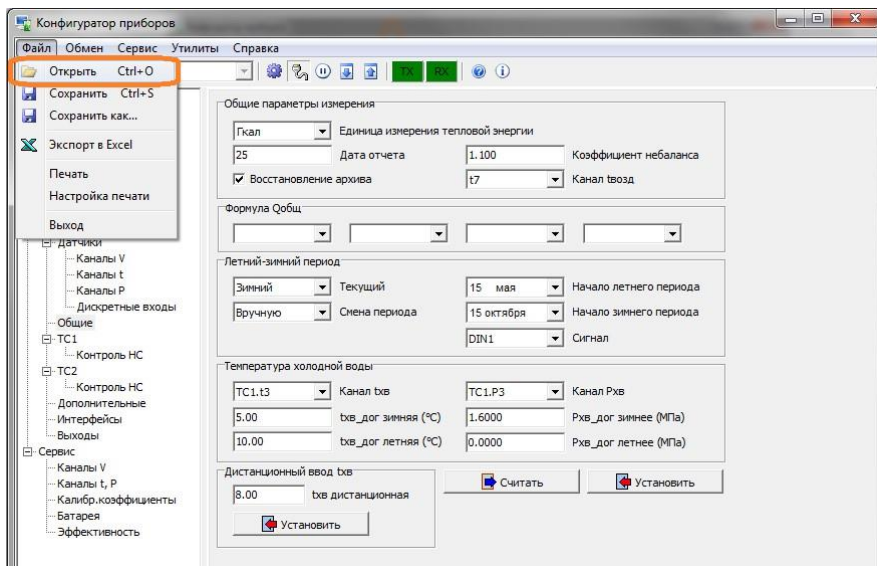 Конфигуратор приборов
Файл Обмен Сервис Утилиты Справка
Открыть Ctrl+O
TX RX
Сохранить Ctrl+S
Сохранить как...
Экспорт в Excel
Печать
Настройка печати
Выход
Датчики
Каналы V
Каналы t
Каналы P
Дискретные входы
Общие
ТС1
Контроль НС
ТС2
Контроль НС
Дополнительные
Интерфейсы
Выходы
Сервис
Каналы V
Каналы t, P
Калибр.коэффициенты
Батарея
Эффективность
Общие параметры измерения
Гкал Единица измерения тепловой энергии
25 Дата отчета 1.100 Коэффициент небаланса
Восстановление архива t7 Канал tвозд
Формула Qобщ
Летний-зимний период
Зимний Текущий 15 мая Начало летнего периода
Вручную Смена периода 15 октября Начало зимнего периода
DIN1 Сигнал
Температура холодной воды
ТС1.t3 Канал tхв ТС1.P3 Канал Pхв
5.00 tхв_дог зимняя (°C) 1.6000 Pхв_дог зимнее (МПа)
10.00 tхв_дог летняя (°C) 0.0000 Pхв_дог летнее (МПа)
Дистанционный ввод tхв
8.00 tхв дистанционная
Установить
Считать Установить